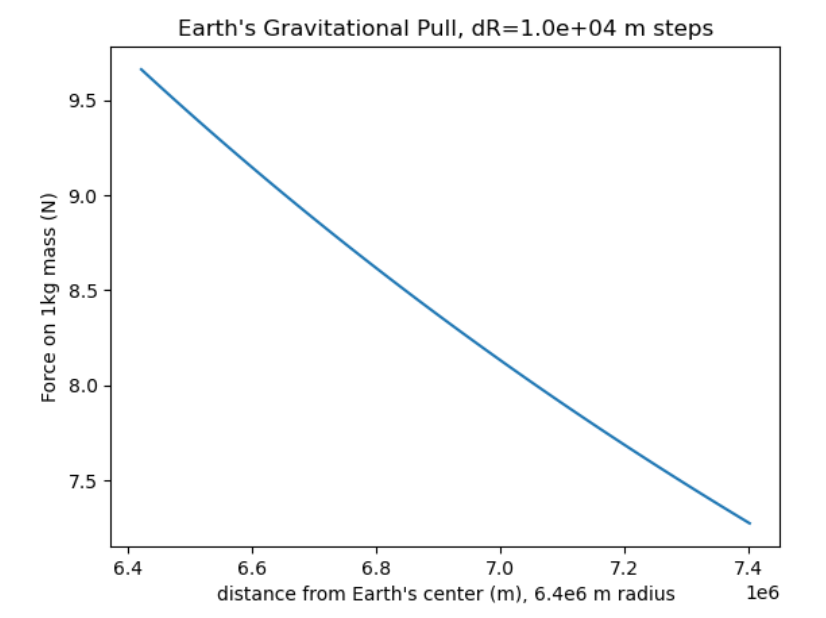 Earth's Gravitational Pull, dR=1.0e+04 m steps
Force on 1kg mass (N)
9.5
9.0
8.5
8.0
7.5
6.4 6.6 6.8 7.0 7.2 7.4
1e6
distance from Earth's center (m), 6.4e6 m radius